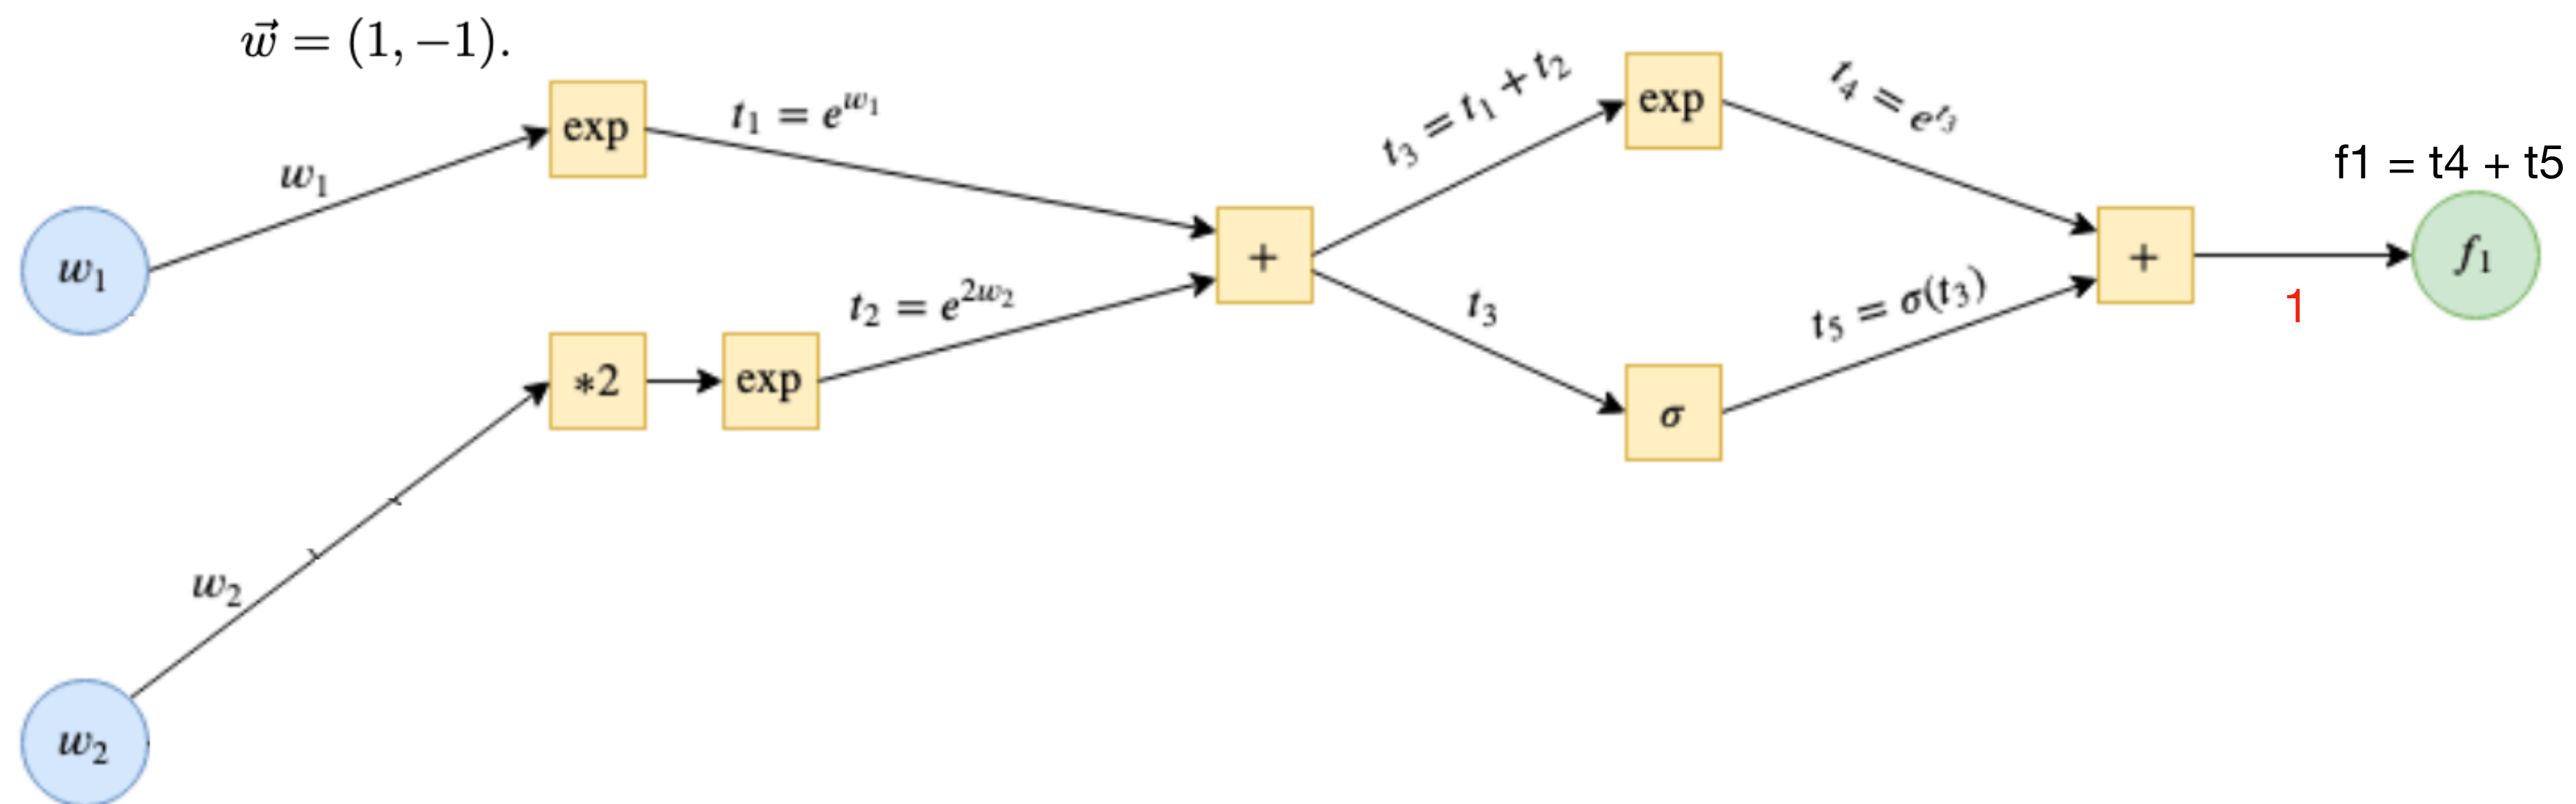 w⃗ = (1, −1).
exp
t₁ = e^{w₁}
t₃ = t₁ + t₂
exp
t₄ = e^{t₃}
f1 = t4 + t5
w₁
w₁
+
+
f₁
t₂ = e^{2w₂}
t₃
t₅ = σ(t₃)
1
∗2
exp
σ
w₂
w₂